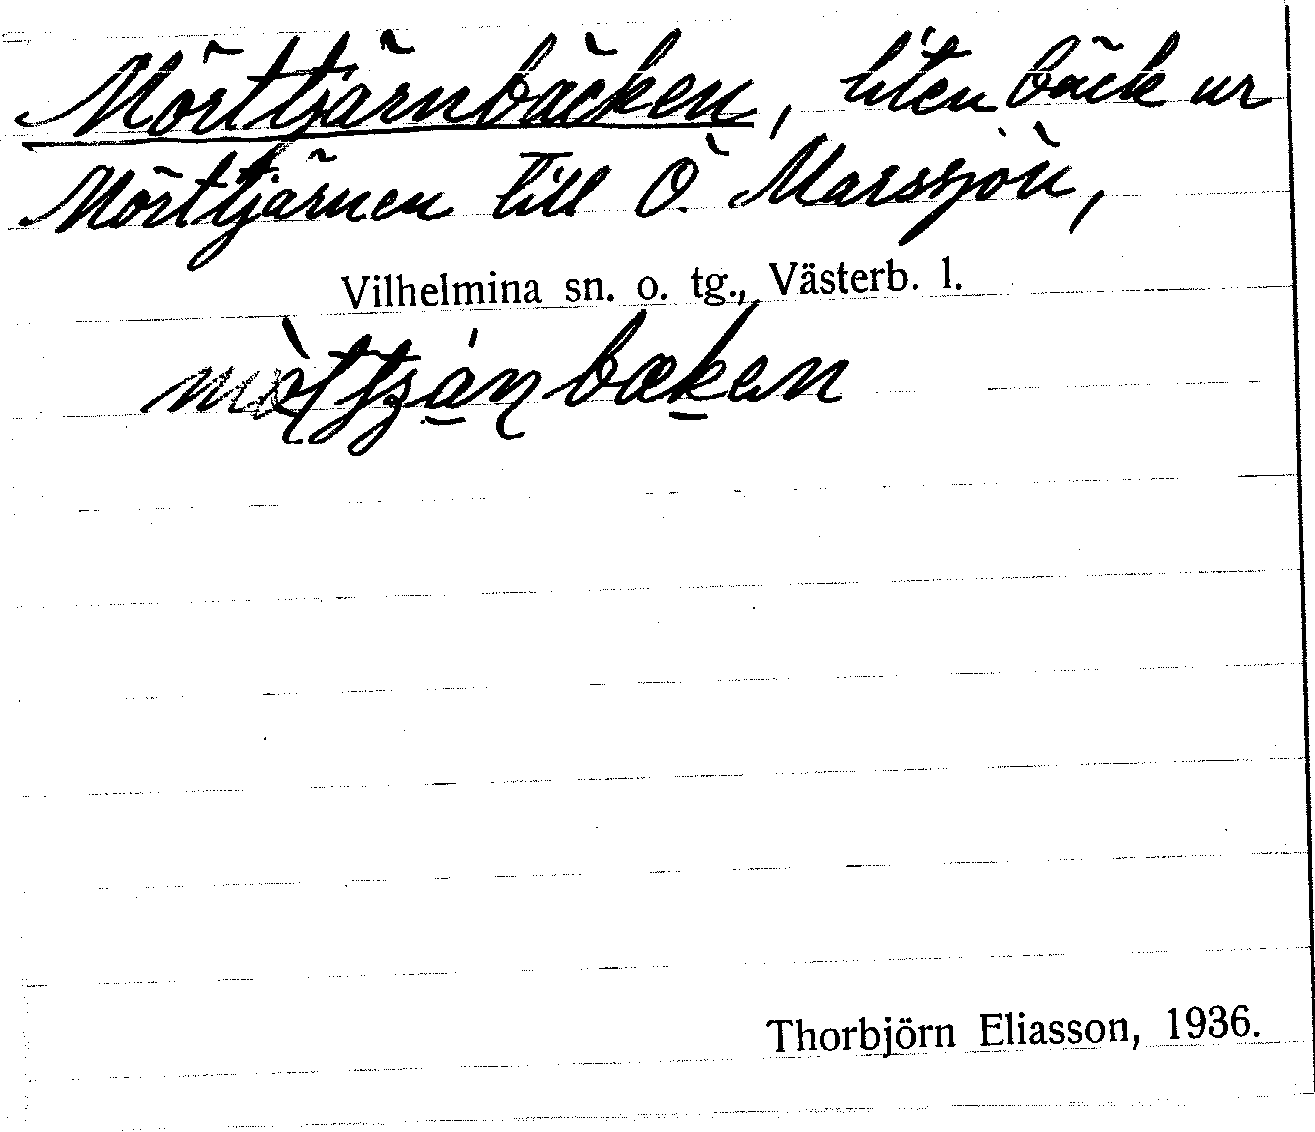 Mörttjärnbäcken, liten bäck ur
Mörttjärnen till Ö. Marssjön,
Vilhelmina sn. o. tg., Västerb. l.
Thorbjörn Eliasson, 1936.